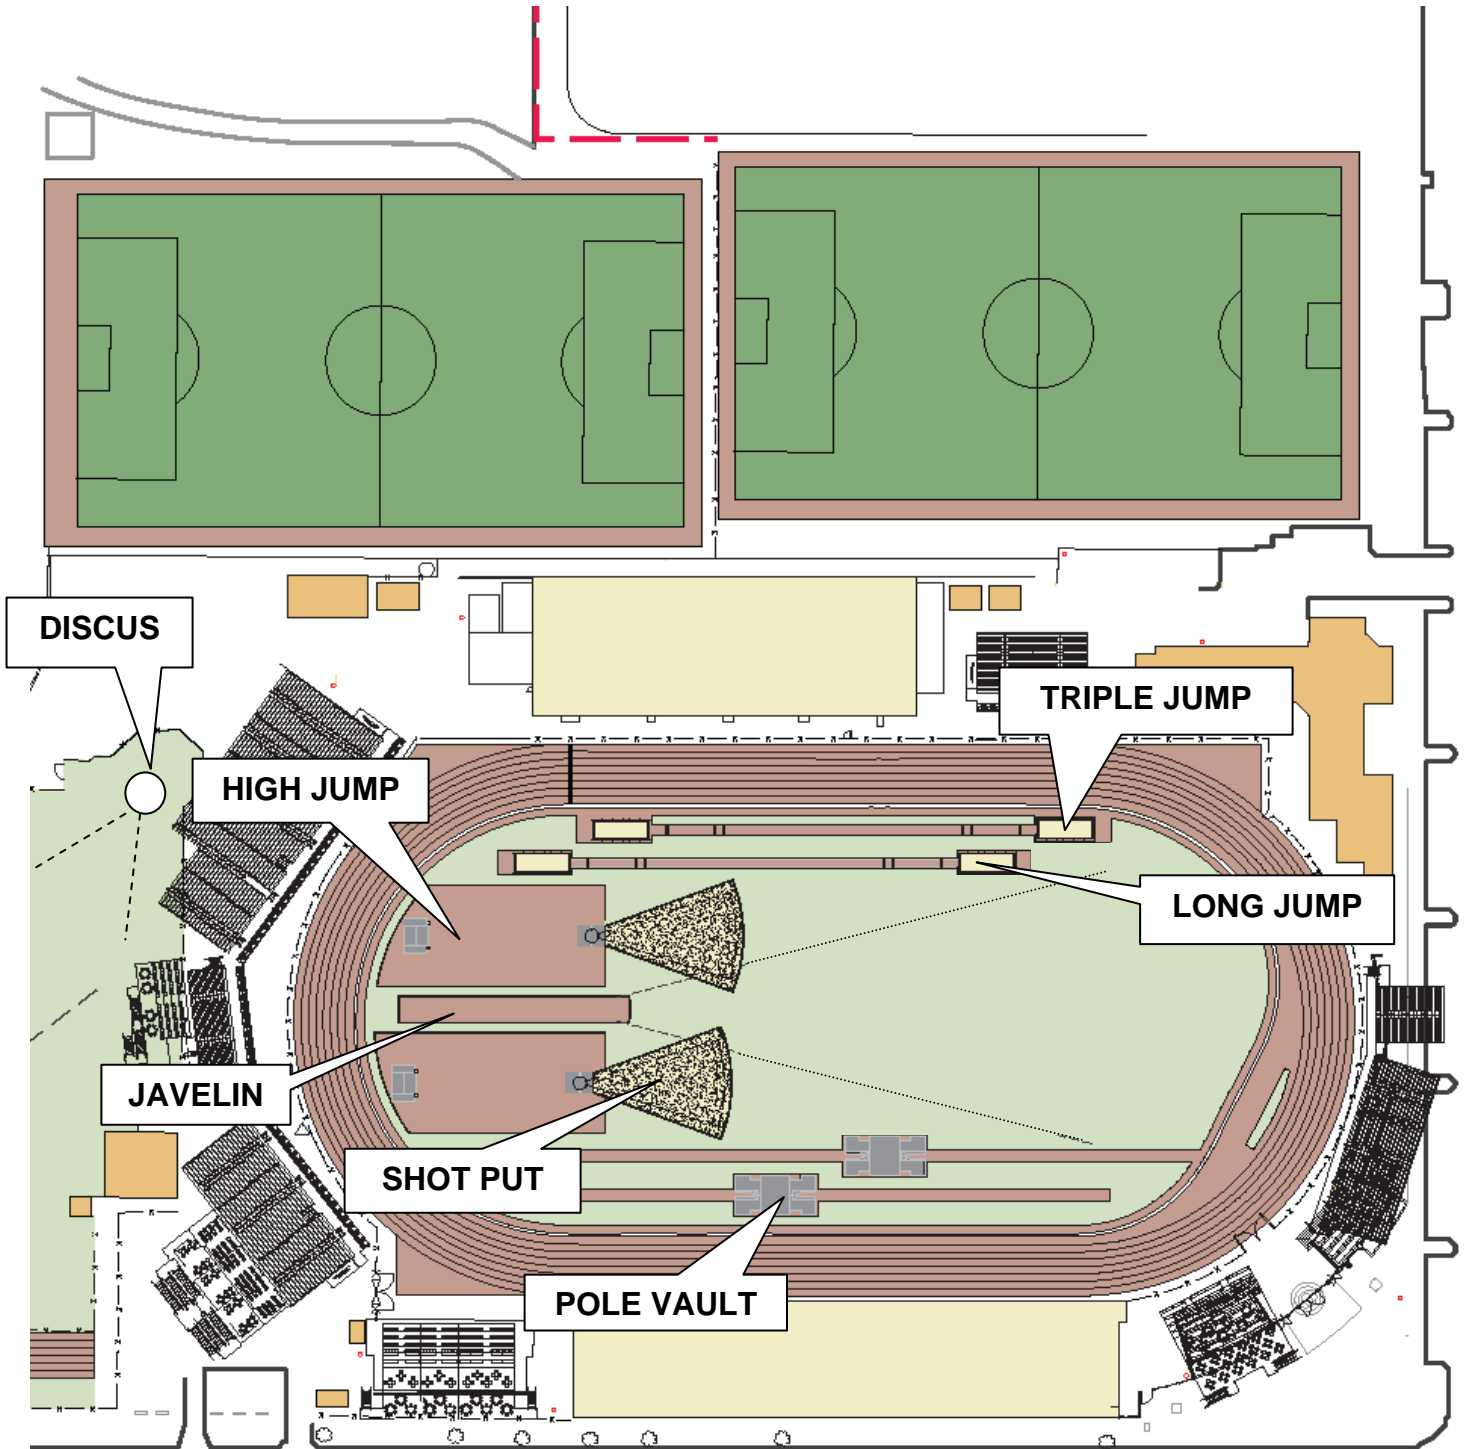 DISCUS
TRIPLE JUMP
HIGH JUMP
LONG JUMP
JAVELIN
SHOT PUT
POLE VAULT